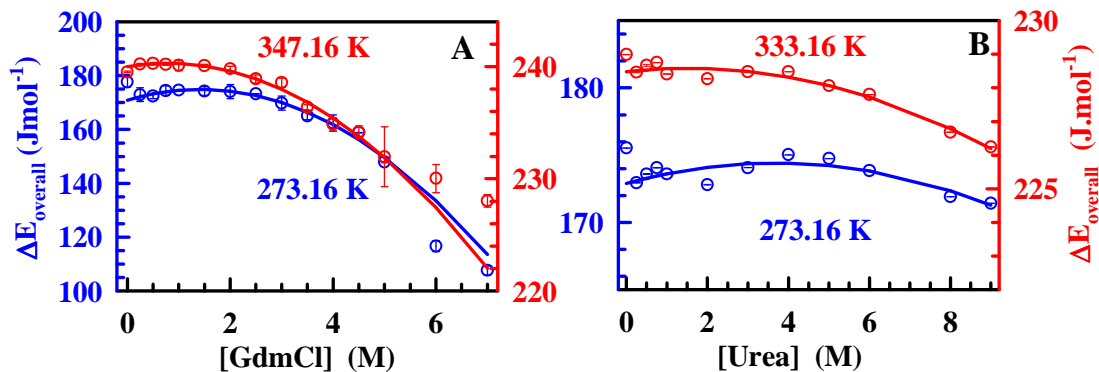 200
180
160
140
120
100
ΔE_overall (Jmol⁻¹)
347.16 K
A
273.16 K
240
230
220
0 2 4 6
[GdmCl] (M)
180
170
333.16 K
B
273.16 K
230
225
ΔE_overall (J.mol⁻¹)
0 2 4 6 8
[Urea] (M)